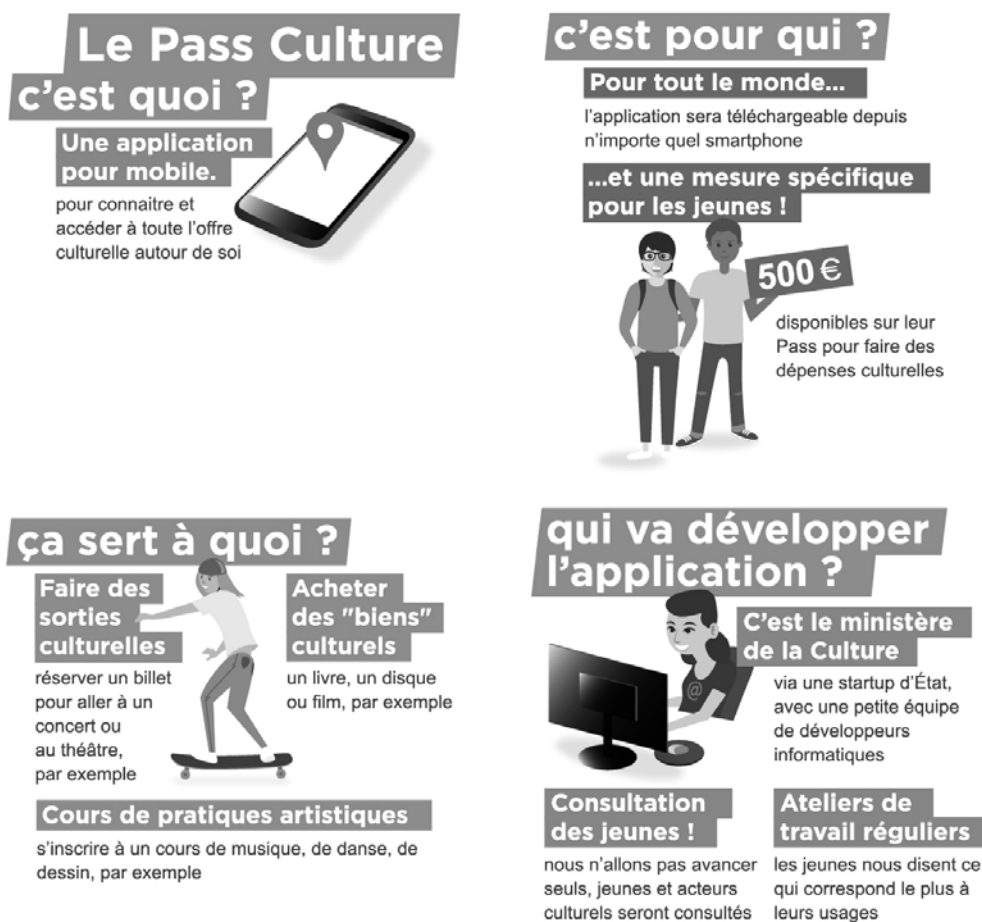 Le Pass Culture
c'est quoi ?
Une application
pour mobile.
pour connaitre et
accéder à toute l'offre
culturelle autour de soi
c'est pour qui ?
Pour tout le monde...
l'application sera téléchargeable depuis
n'importe quel smartphone
...et une mesure spécifique
pour les jeunes !
500 €
disponibles sur leur
Pass pour faire des
dépenses culturelles
ça sert à quoi ?
Faire des
sorties
culturelles
réserver un billet
pour aller à un
concert ou
au théâtre,
par exemple
Acheter
des "biens"
culturels
un livre, un disque
ou film, par exemple
Cours de pratiques artistiques
s'inscrire à un cours de musique, de danse, de
dessin, par exemple
qui va développer
l'application ?
C'est le ministère
de la Culture
via une startup d'État,
avec une petite équipe
de développeurs
informatiques
@
Consultation
des jeunes !
nous n'allons pas avancer
seuls, jeunes et acteurs
culturels seront consultés
Ateliers de
travail réguliers
les jeunes nous disent ce
qui correspond le plus à
leurs usages